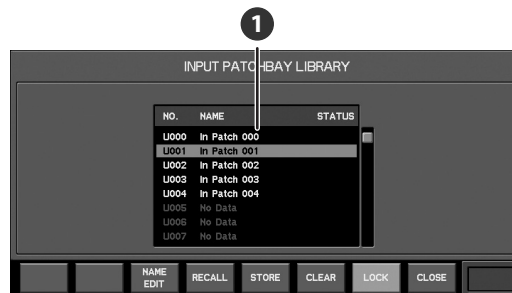 1
INPUT PATCHBAY LIBRARY
NO. NAME STATUS
U000 In Patch 000
U001 In Patch 001
U002 In Patch 002
U003 In Patch 003
U004 In Patch 004
U005 No Data
U006 No Data
U007 No Data
NAME EDIT RECALL STORE CLEAR LOCK CLOSE